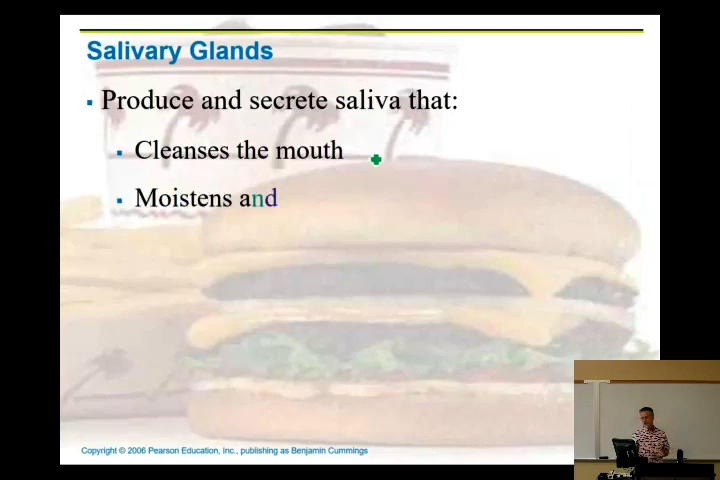 Salivary Glands
Produce and secrete saliva that:
Cleanses the mouth
Moistens and
Copyright © 2006 Pearson Education, Inc., publishing as Benjamin Cummings